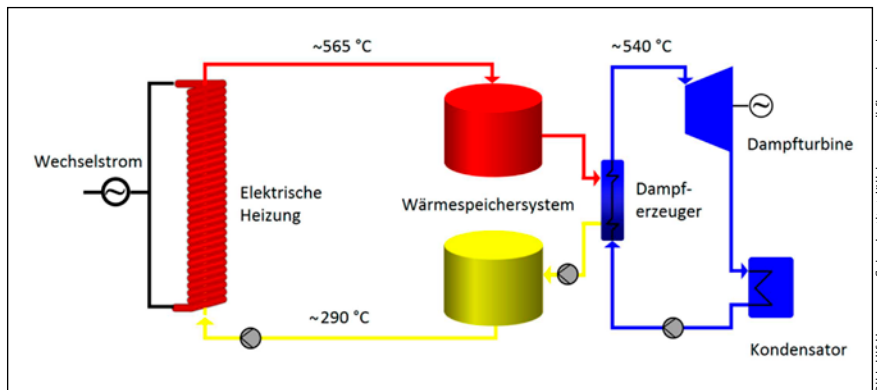 ~565 °C
~540 °C
Wechselstrom
Elektrische
Heizung
Wärmespeichersystem
Dampf-
erzeuger
Dampfturbine
~290 °C
Kondensator